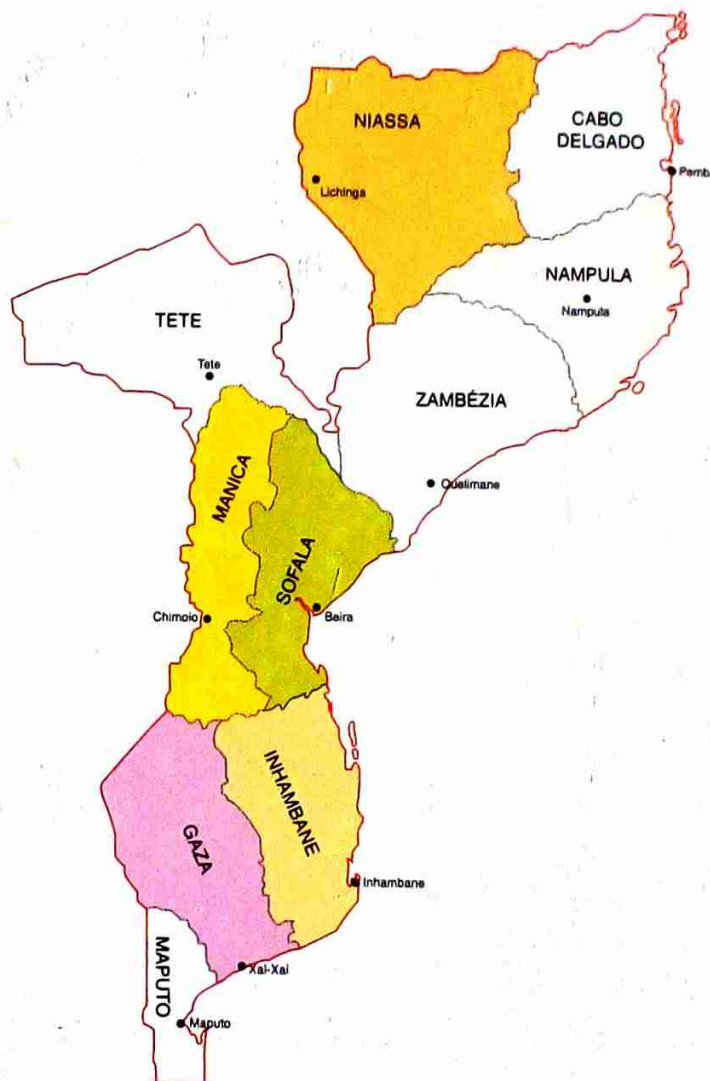 NIASSA
CABO
DELGADO
Lichinga
Pemba
NAMPULA
Nampula
TETE
Tete
ZAMBÉZIA
Quelimane
MANICA
SOFALA
Chimoio
Beira
INHAMBANE
GAZA
Inhambane
MAPUTO
Xai-Xai
Maputo